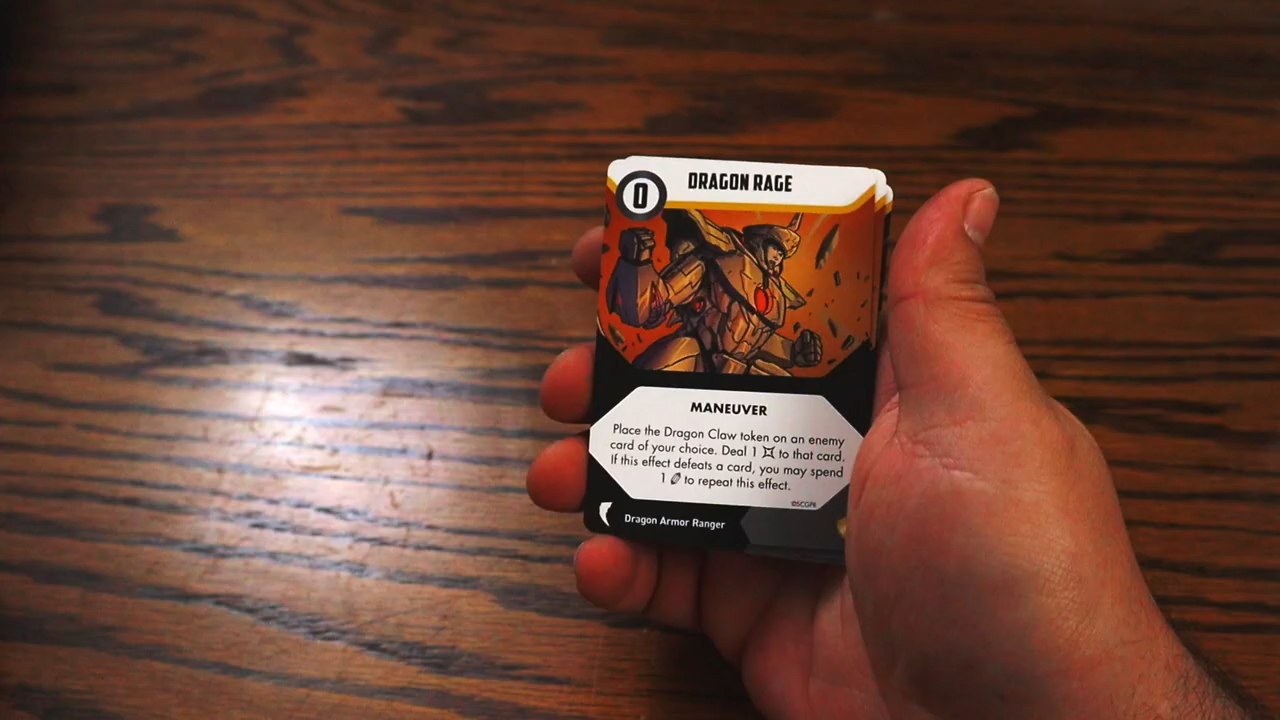 0
DRAGON RAGE
MANEUVER
Place the Dragon Claw token on an enemy
card of your choice. Deal 1 to that card.
If this effect defeats a card, you may spend
1 to repeat this effect.
©SCGPR
Dragon Armor Ranger